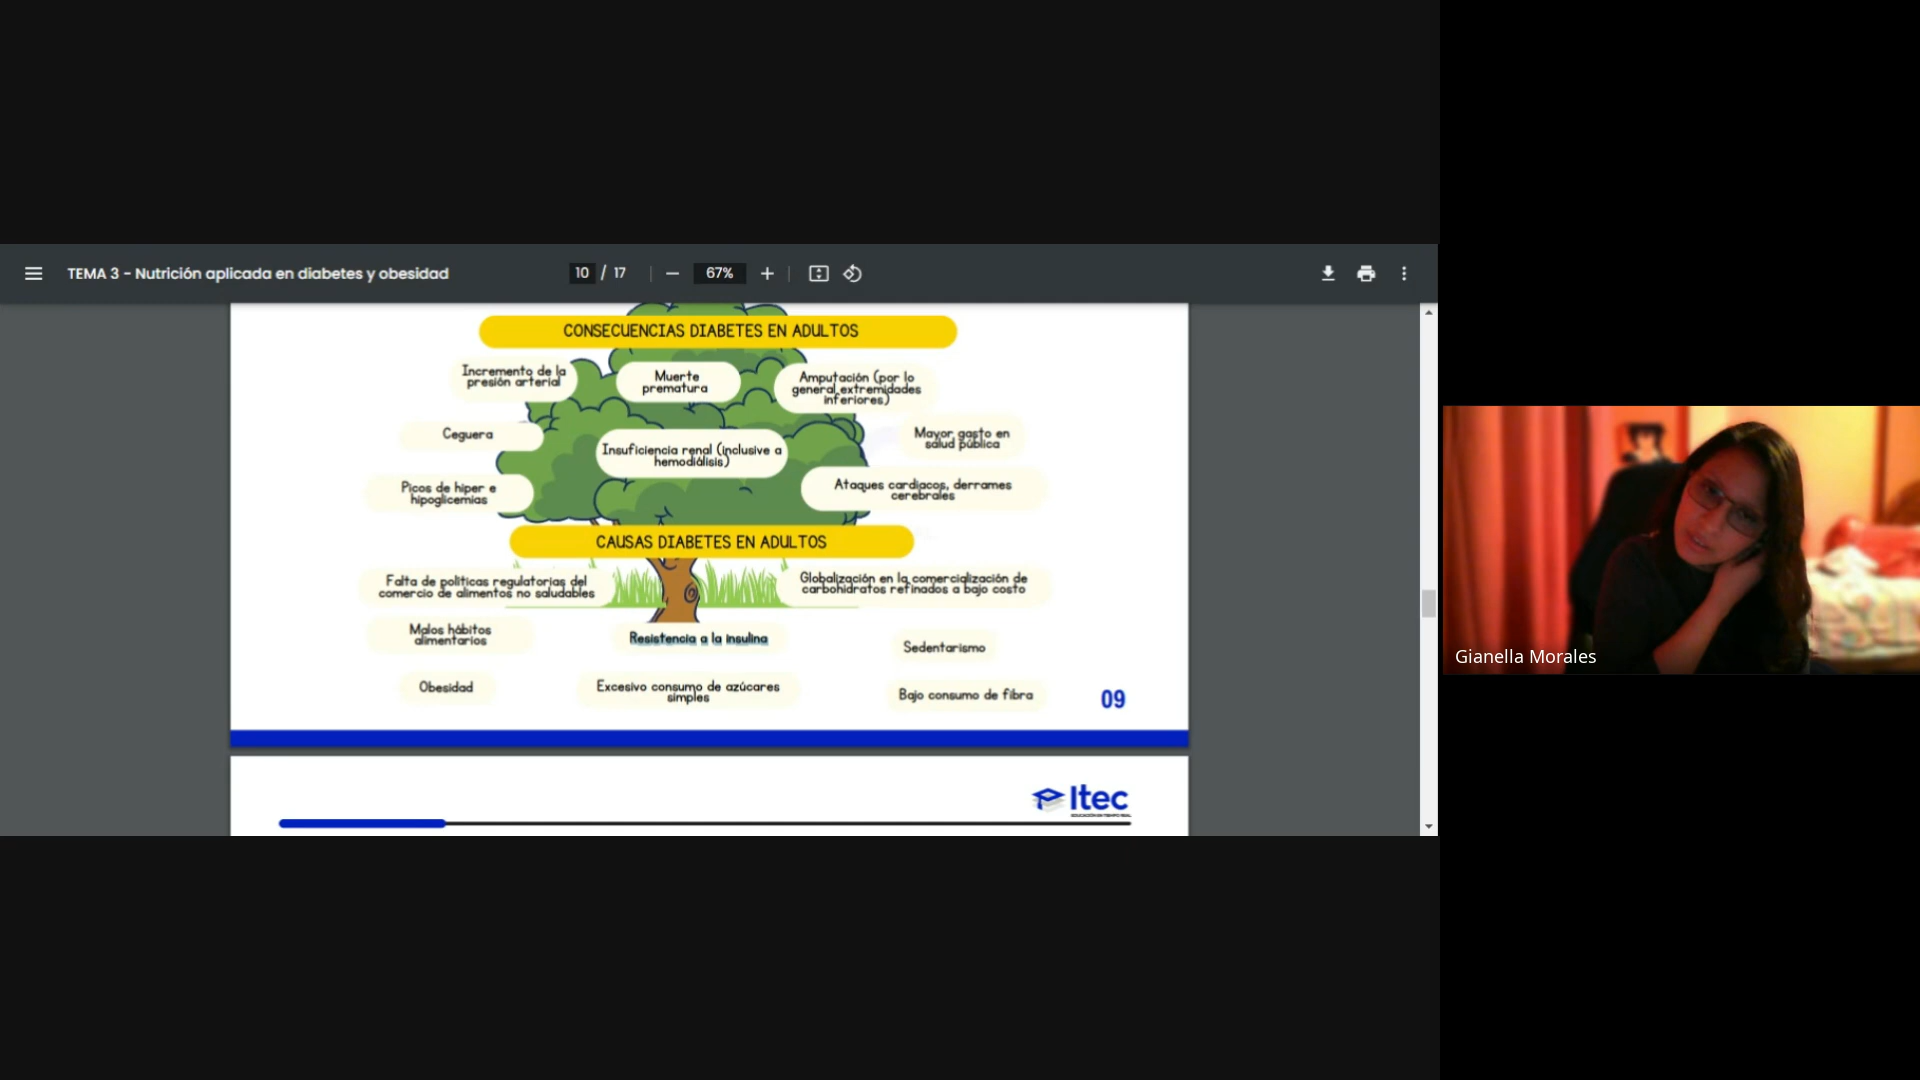 TEMA 3 - Nutrición aplicada en diabetes y obesidad
10 / 17
67%
CONSECUENCIAS DIABETES EN ADULTOS
Incremento de la
presión arterial
Muerte
prematura
Amputación (por lo
general extremidades
inferiores)
Ceguera
Insuficiencia renal (inclusive a
hemodiálisis)
Mayor gasto en
salud pública
Picos de hiper e
hipoglicemias
Ataques cardiacos, derrames
cerebrales
CAUSAS DIABETES EN ADULTOS
Falta de políticas regulatorias del
comercio de alimentos no saludables
Globalización en la comercialización de
carbohidratos refinados a bajo costo
Malos hábitos
alimentarios
Resistencia a la insulina
Sedentarismo
Obesidad
Excesivo consumo de azúcares
simples
Bajo consumo de fibra
09
Itec
EDUCACIÓN EN TIEMPO REAL
Gianella Morales